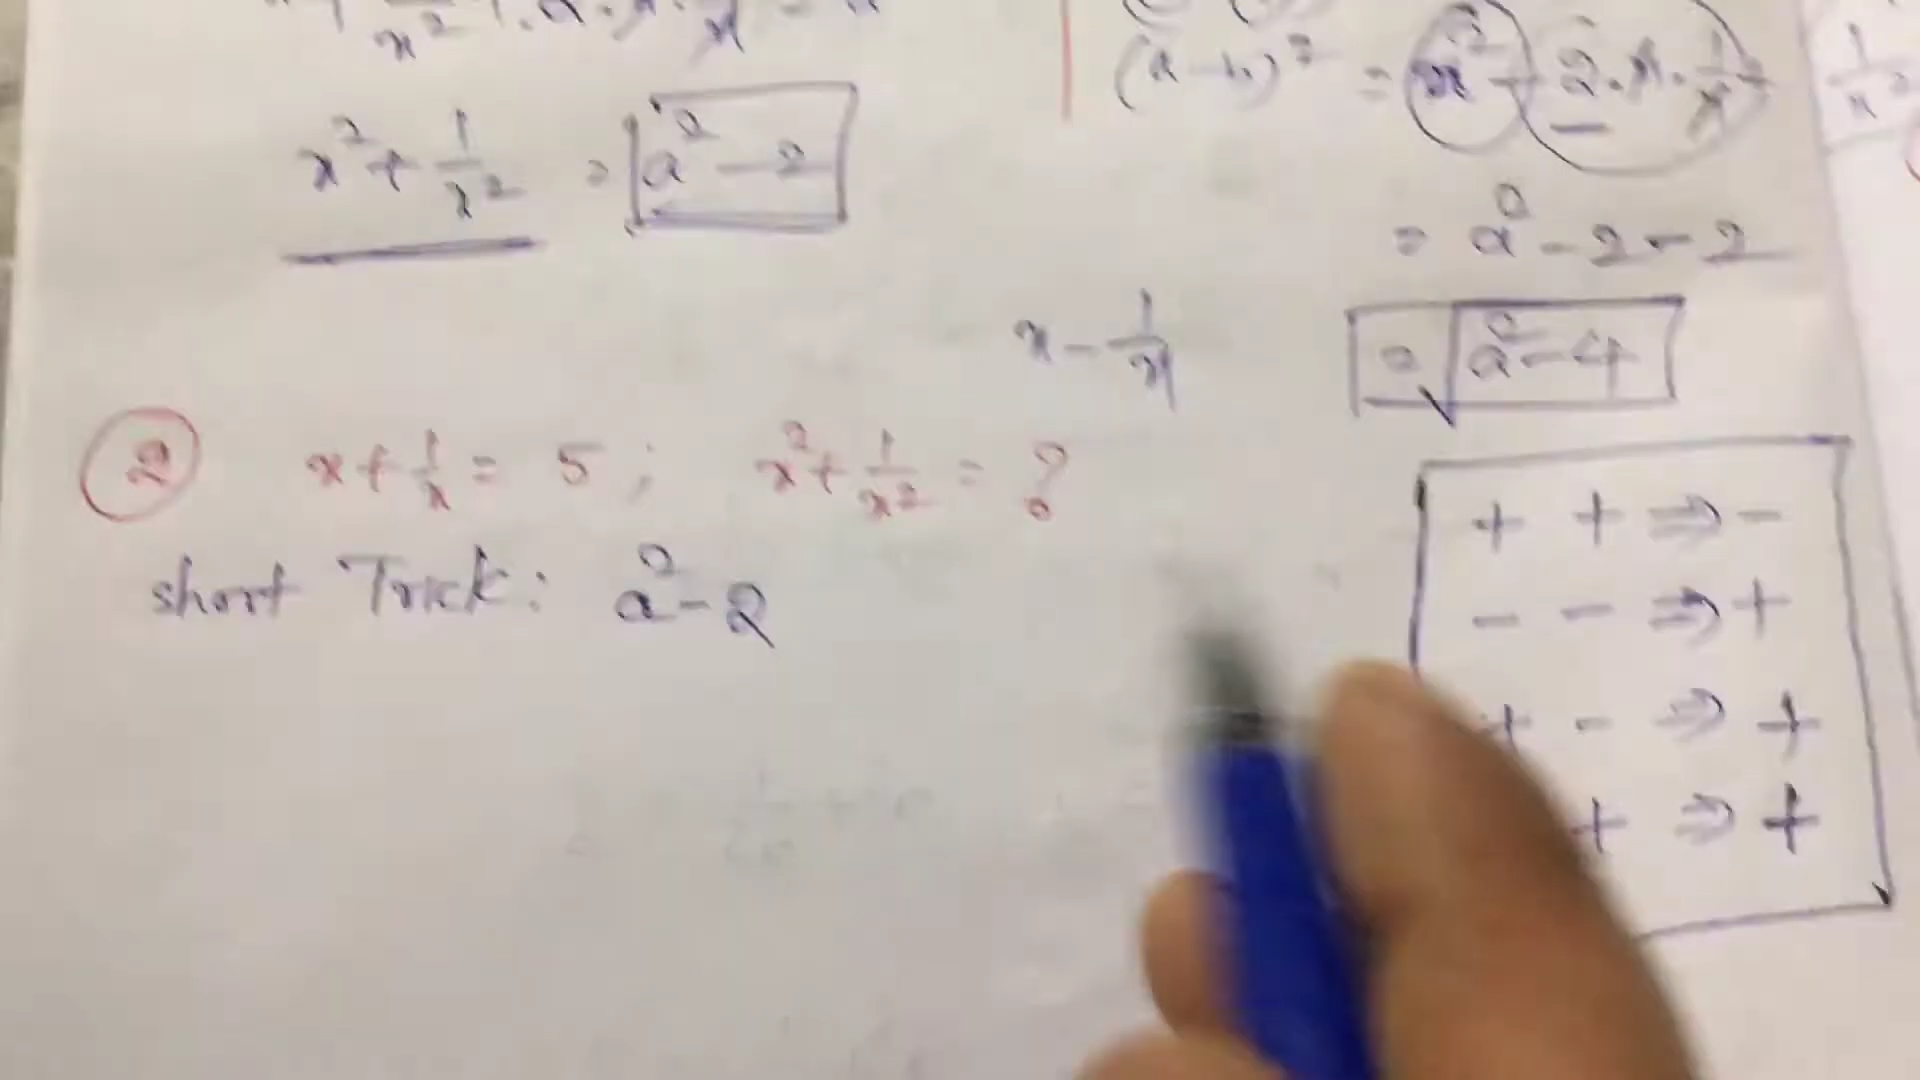 x² + 1/x² = a² - 2
(a-b)² = x² - 2·x·1/x
= a² - 2 - 2
x - 1/x = √a² - 4
② x + 1/x = 5 ; x² + 1/x² = ?
short Trick: a² - 2
+ + ⇒ -
- - ⇒ +
+ - ⇒ +
+ ⇒ +